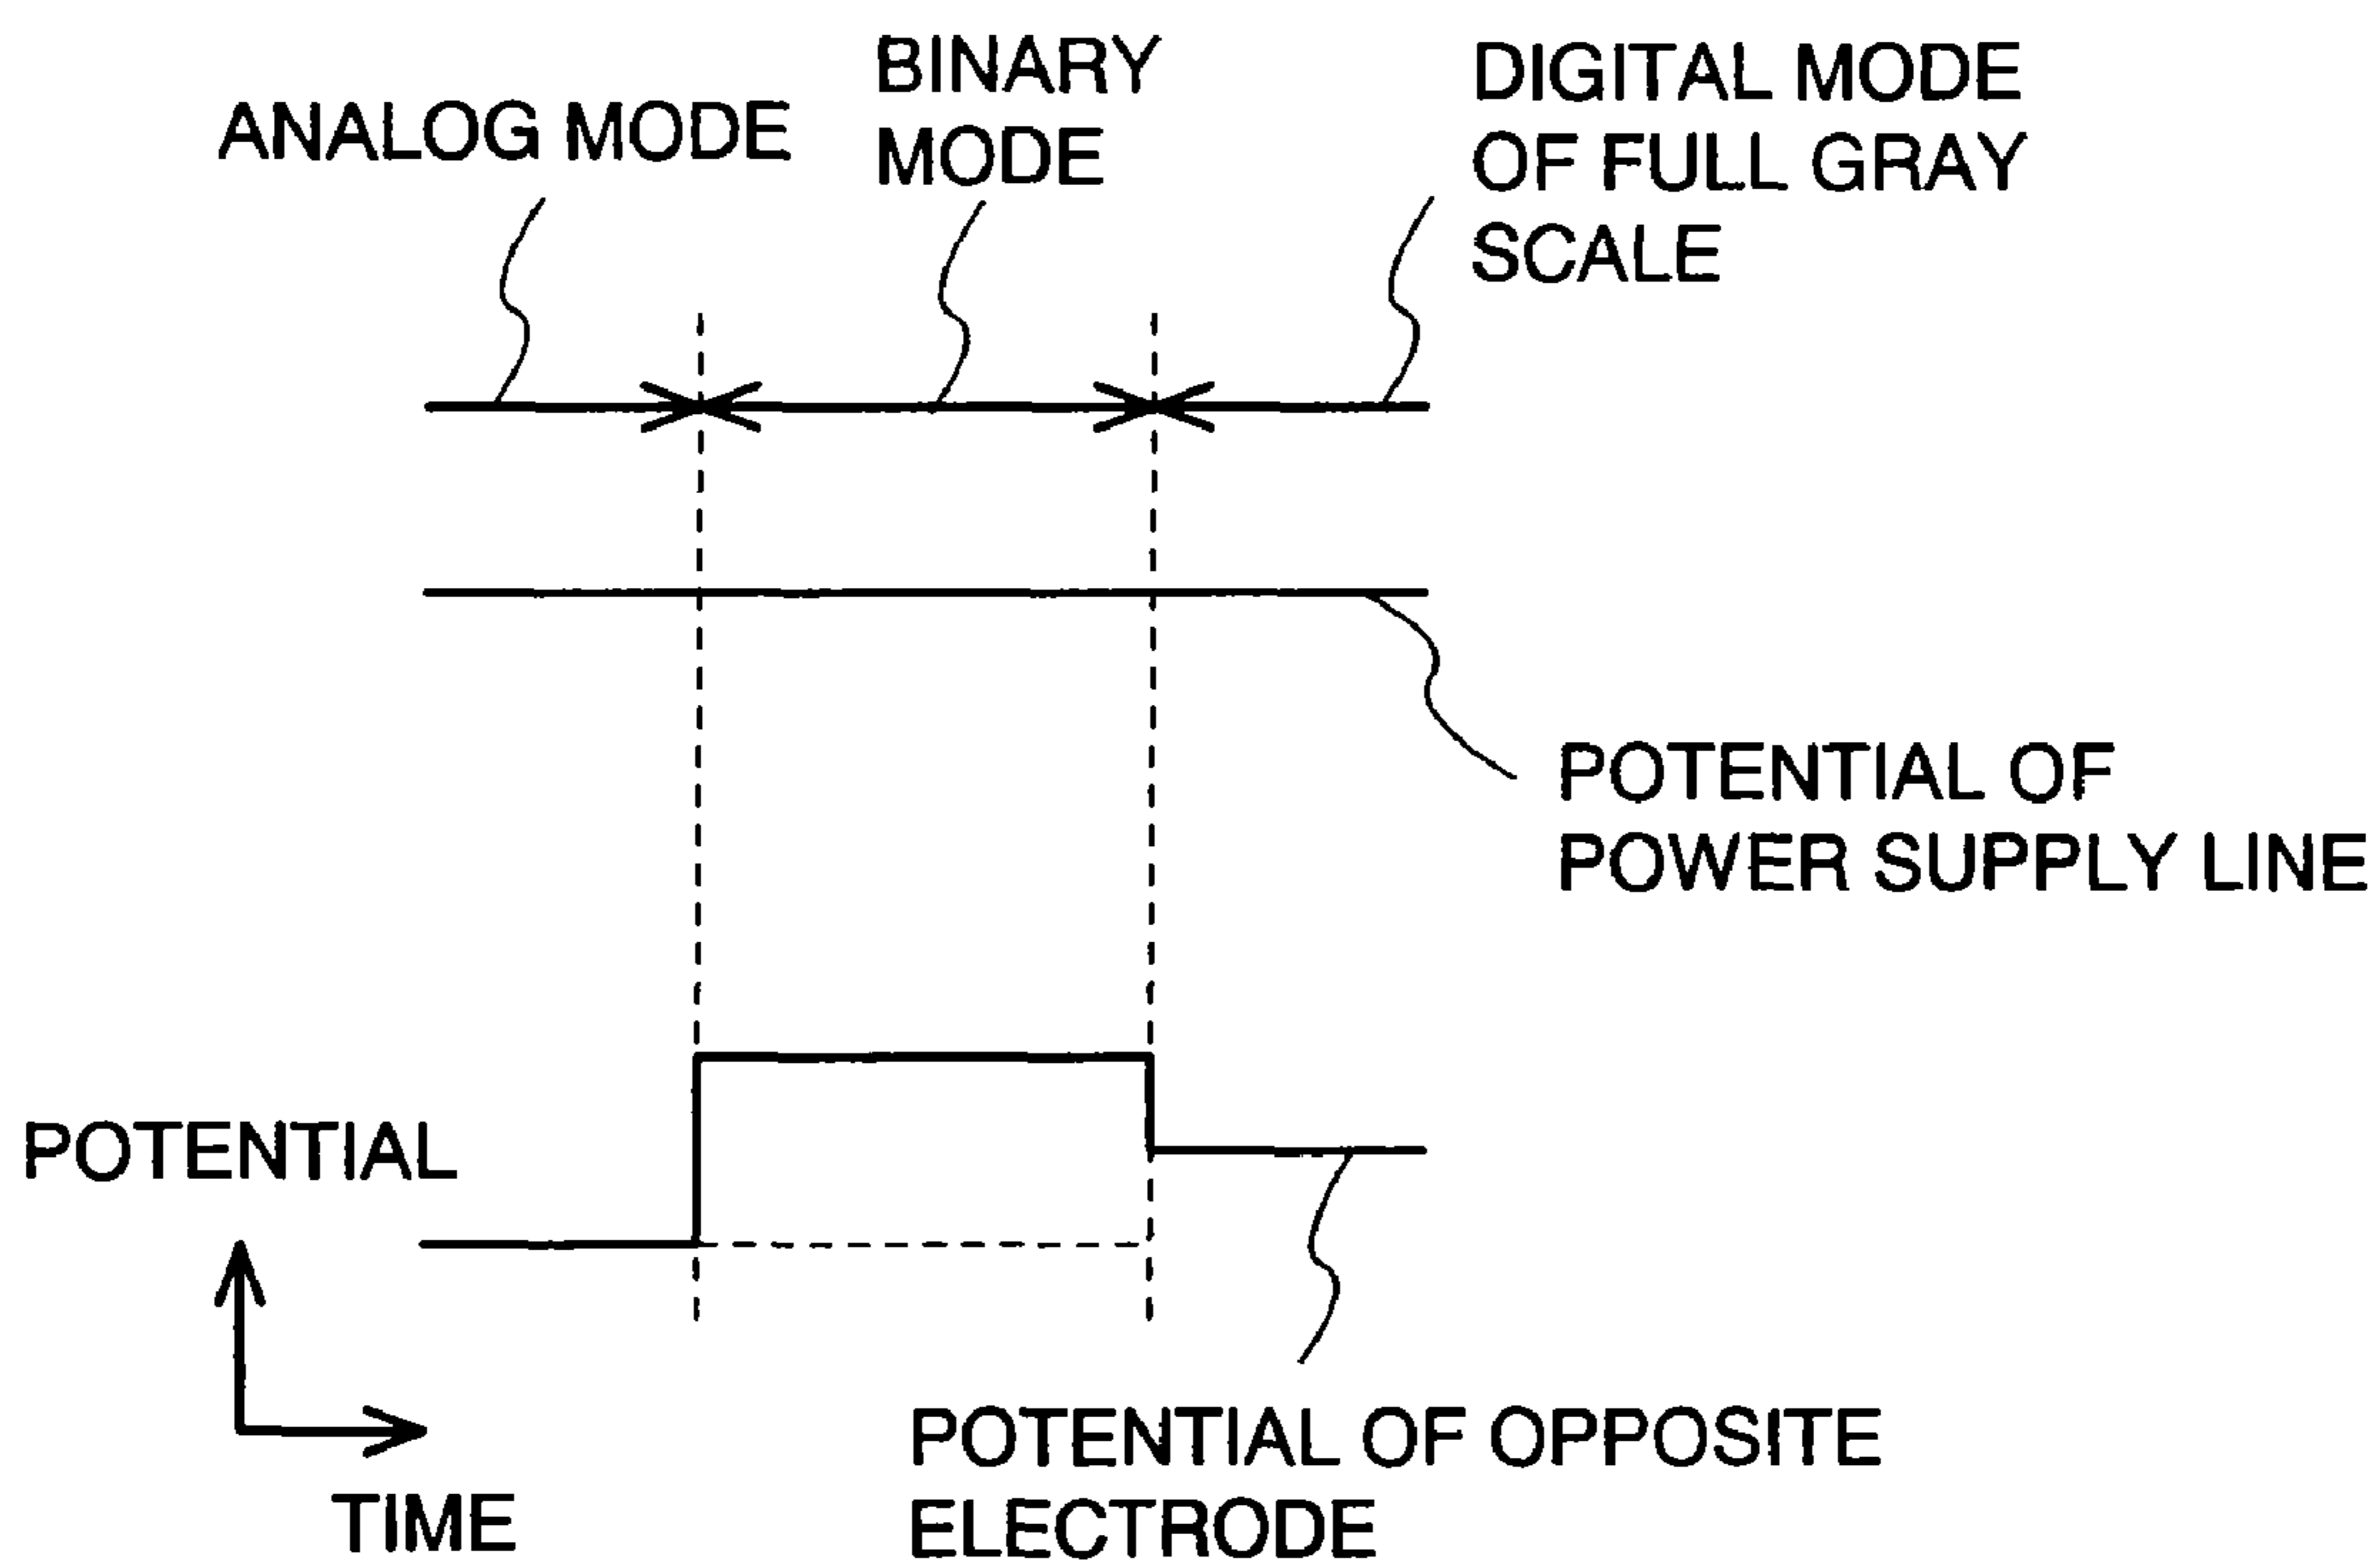 ANALOG MODE
BINARY
MODE
DIGITAL MODE
OF FULL GRAY
SCALE
POTENTIAL OF
POWER SUPPLY LINE
POTENTIAL
TIME
POTENTIAL OF OPPOSITE
ELECTRODE